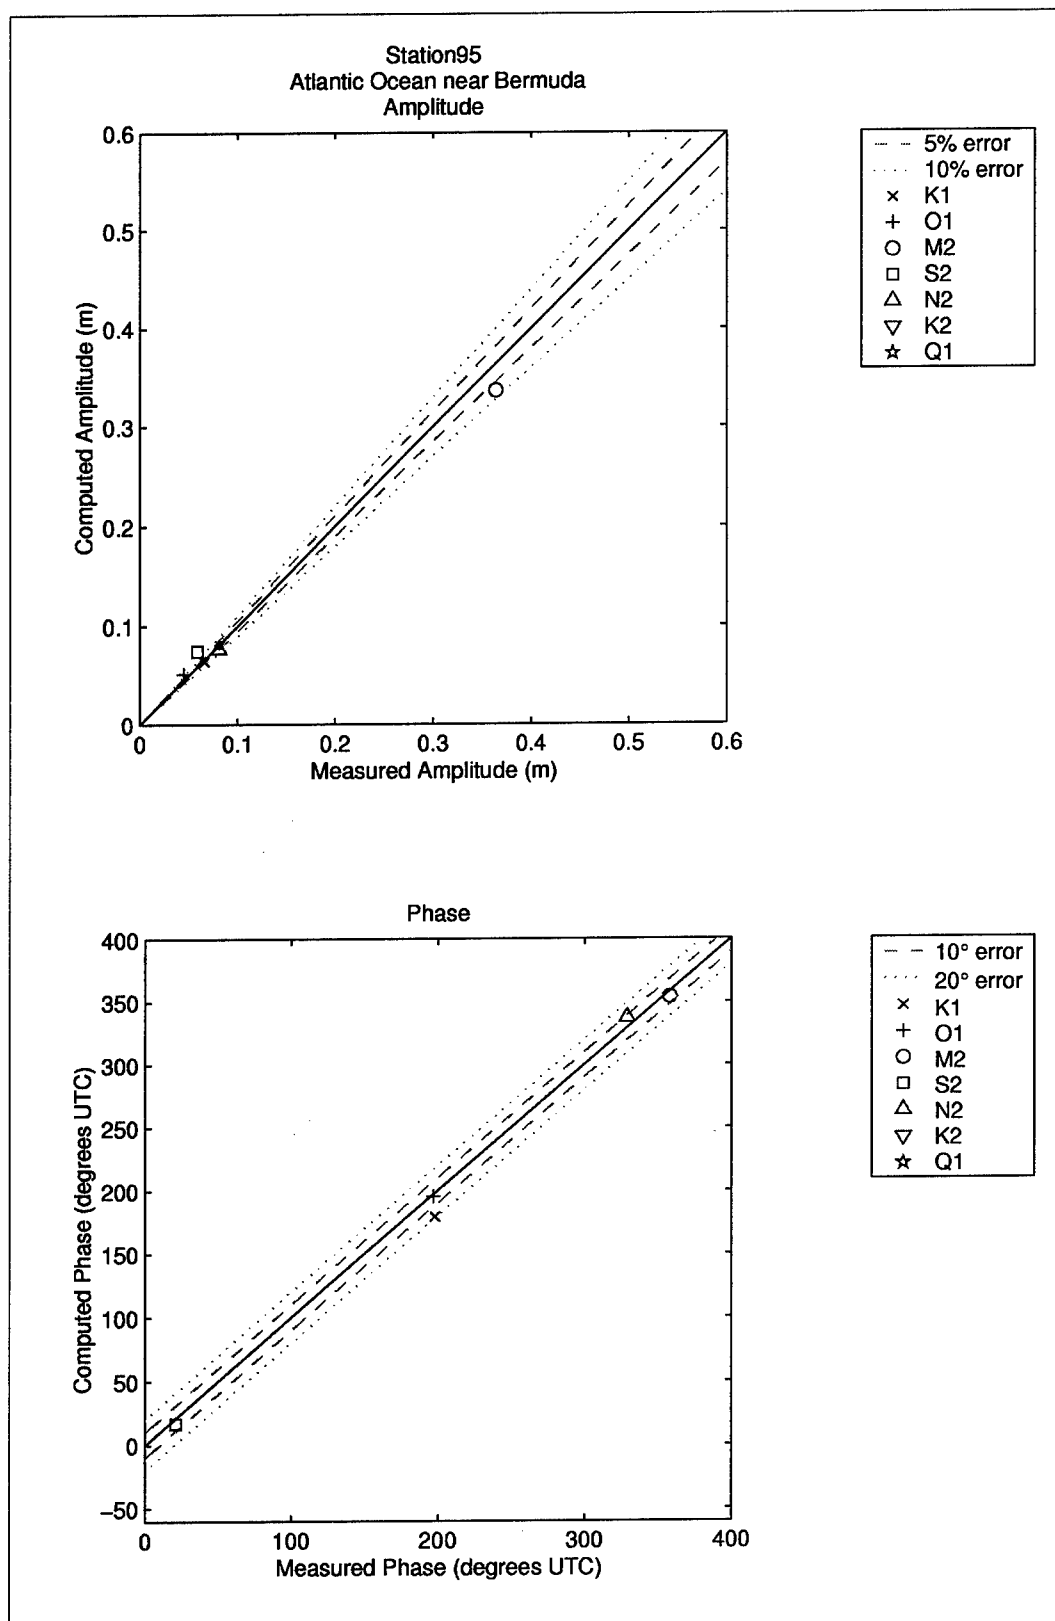 Station95
Atlantic Ocean near Bermuda
Amplitude
0.6
0.5
0.4
0.3
0.2
0.1
0
Computed Amplitude (m)
0 0.1 0.2 0.3 0.4 0.5 0.6
Measured Amplitude (m)
5% error
10% error
K1
O1
M2
S2
N2
K2
Q1
Phase
400
350
300
250
200
150
100
50
0
−50
Computed Phase (degrees UTC)
0 100 200 300 400
Measured Phase (degrees UTC)
10° error
20° error
K1
O1
M2
S2
N2
K2
Q1